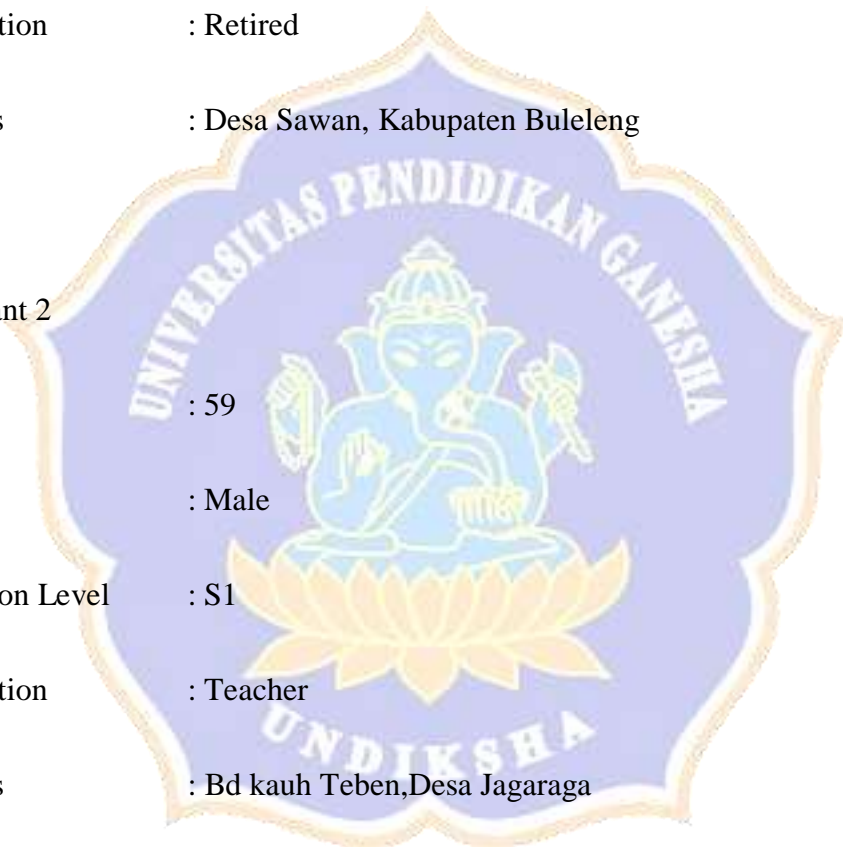 tion : Retired
s : Desa Sawan, Kabupaten Buleleng
UNIVERSITAS PENDIDIKAN GANESHA
ant 2
: 59
: Male
on Level : S1
tion : Teacher
UNDIKSHA
s : Bd kauh Teben,Desa Jagaraga